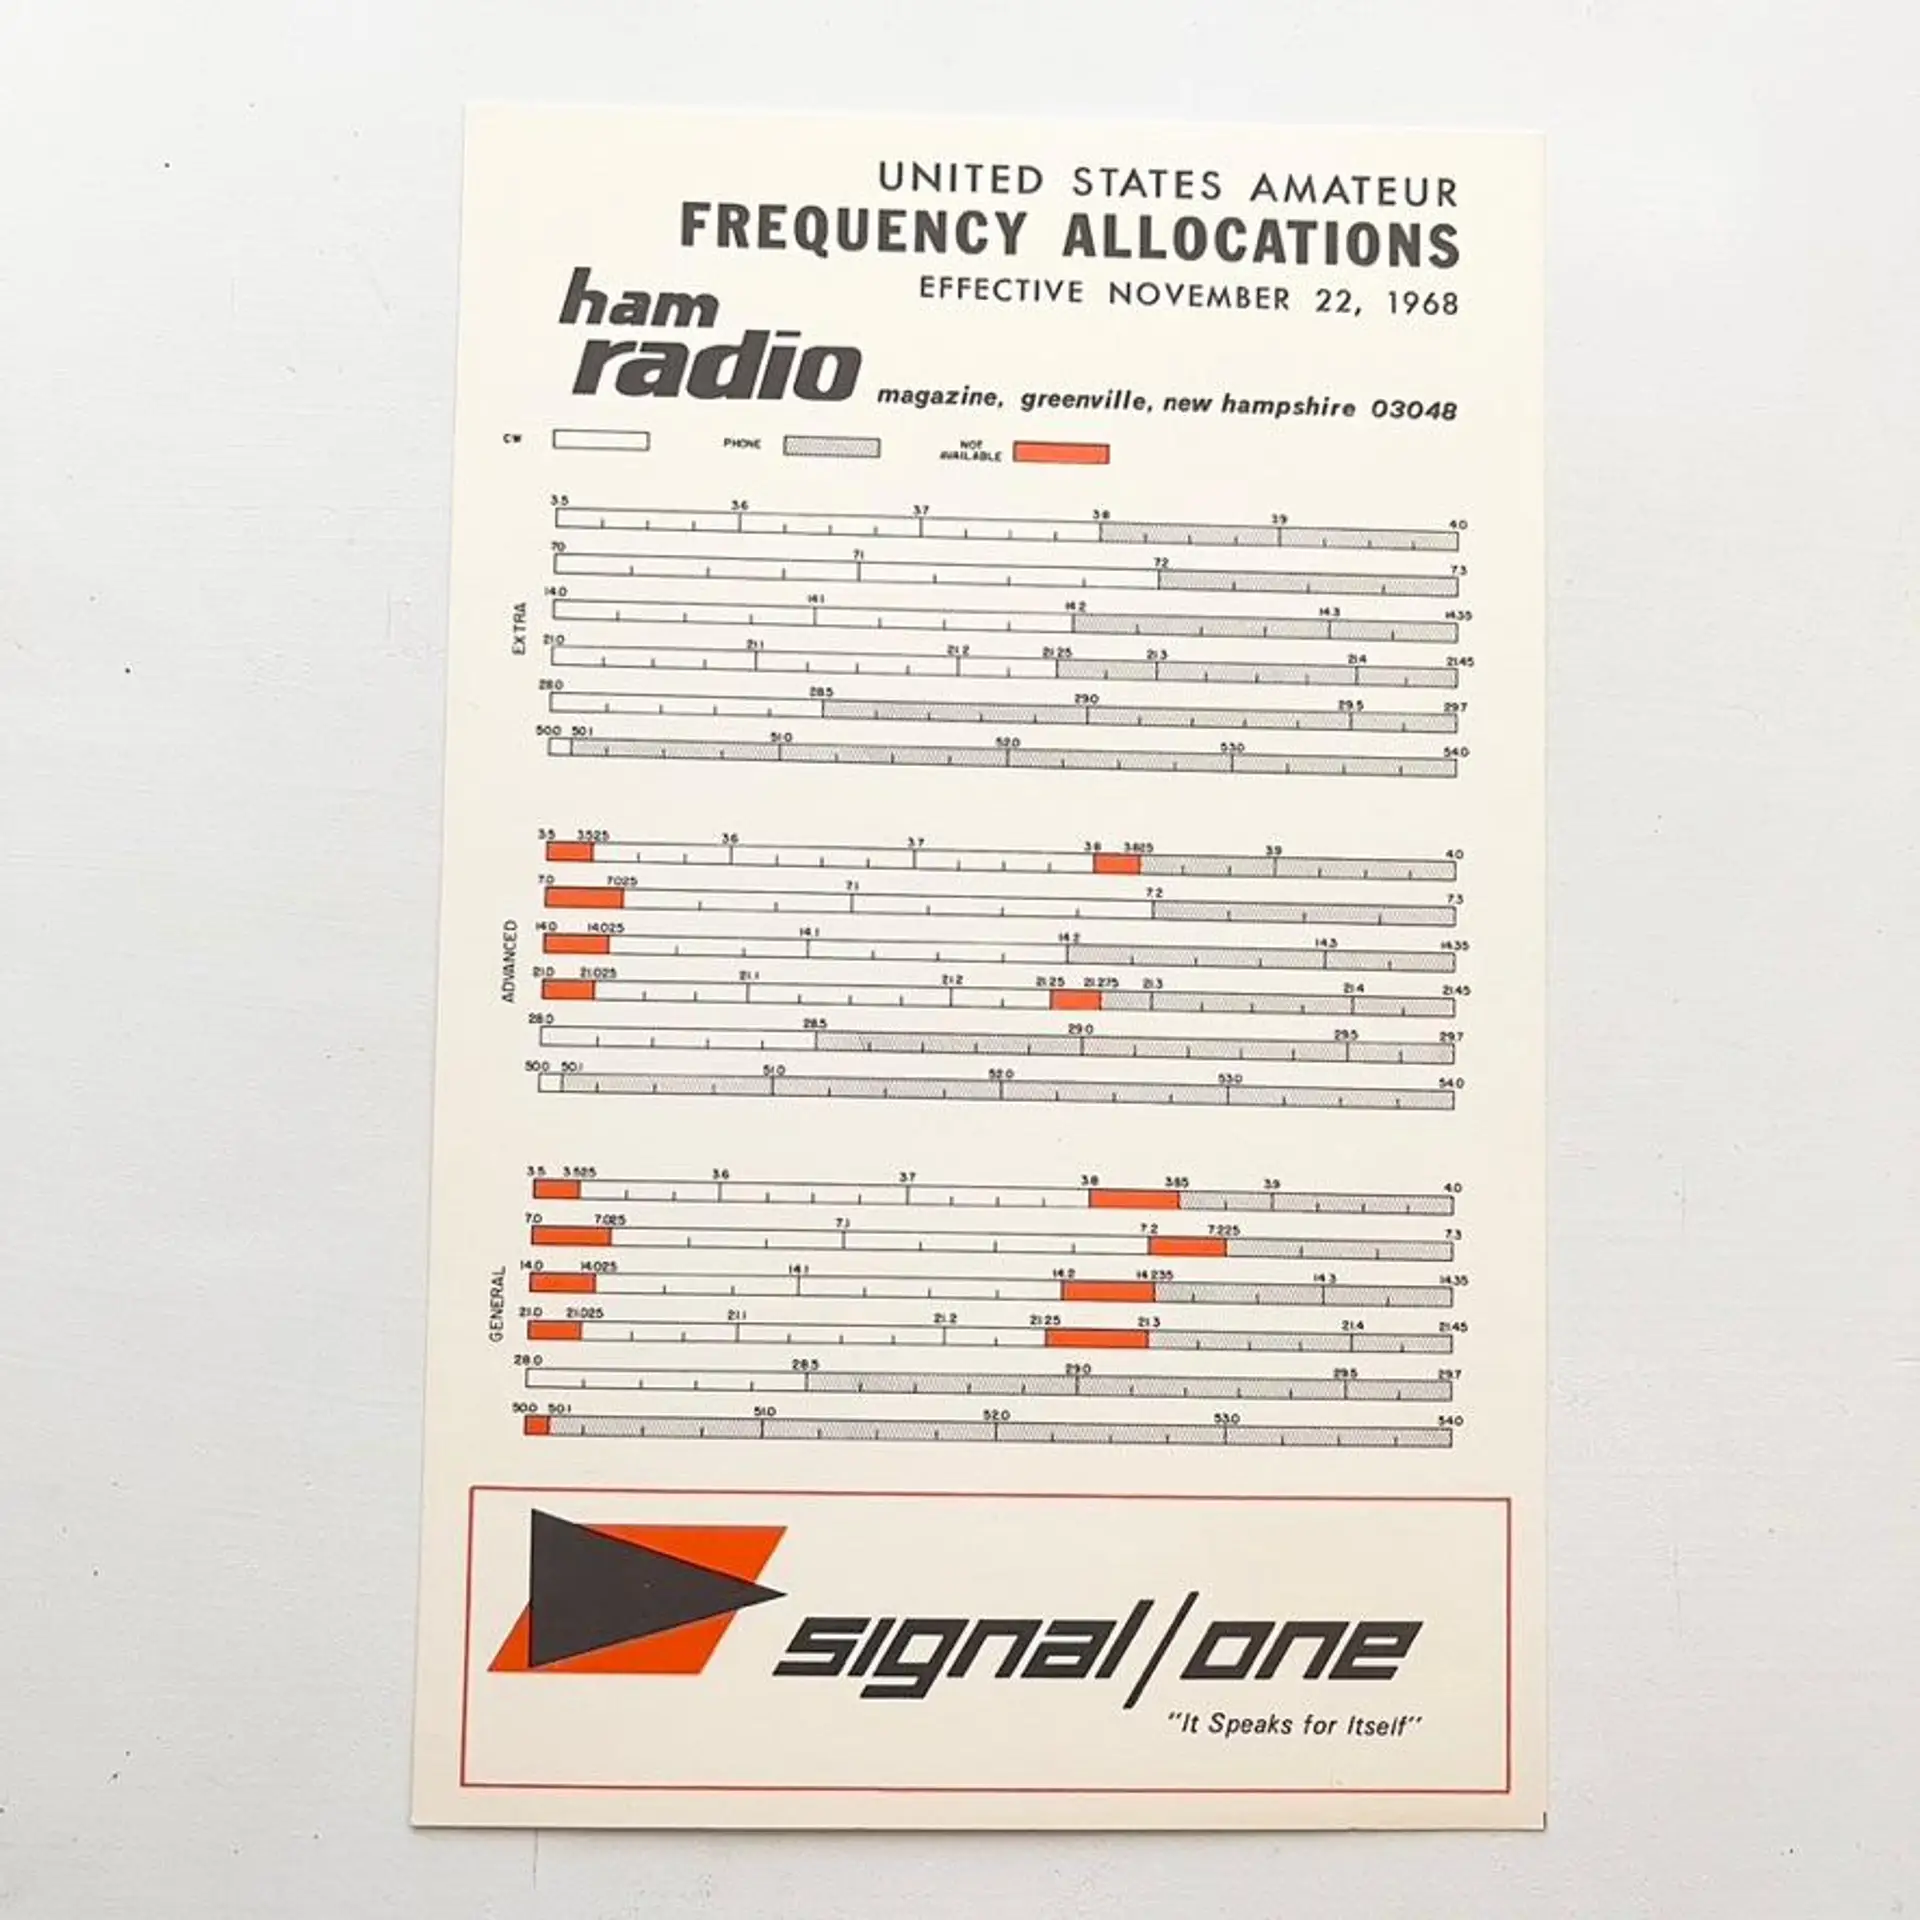 UNITED STATES AMATEUR
FREQUENCY ALLOCATIONS
EFFECTIVE NOVEMBER 22, 1968
ham
radio
magazine, greenville, new hampshire 03048
CW PHONE NOT AVAILABLE
EXTRA
3.5 3.6 3.7 3.8 3.9 4.0
7.0 7.1 7.2 7.3
14.0 14.1 14.2 14.3 14.35
21.0 21.1 21.2 21.25 21.3 21.4 21.45
28.0 28.5 29.0 29.5 29.7
50.0 50.1 51.0 52.0 53.0 54.0
ADVANCED
3.5 3.525 3.6 3.7 3.8 3.825 3.9 4.0
7.0 7.025 7.1 7.2 7.3
14.0 14.025 14.1 14.2 14.3 14.35
21.0 21.025 21.1 21.2 21.25 21.275 21.3 21.4 21.45
28.0 28.5 29.0 29.5 29.7
50.0 50.1 51.0 52.0 53.0 54.0
GENERAL
3.5 3.525 3.6 3.7 3.8 3.85 3.9 4.0
7.0 7.025 7.1 7.2 7.225 7.3
14.0 14.025 14.1 14.2 14.235 14.3 14.35
21.0 21.025 21.1 21.2 21.25 21.3 21.4 21.45
28.0 28.5 29.0 29.5 29.7
50.0 50.1 51.0 52.0 53.0 54.0
signal/one
"It Speaks for Itself"